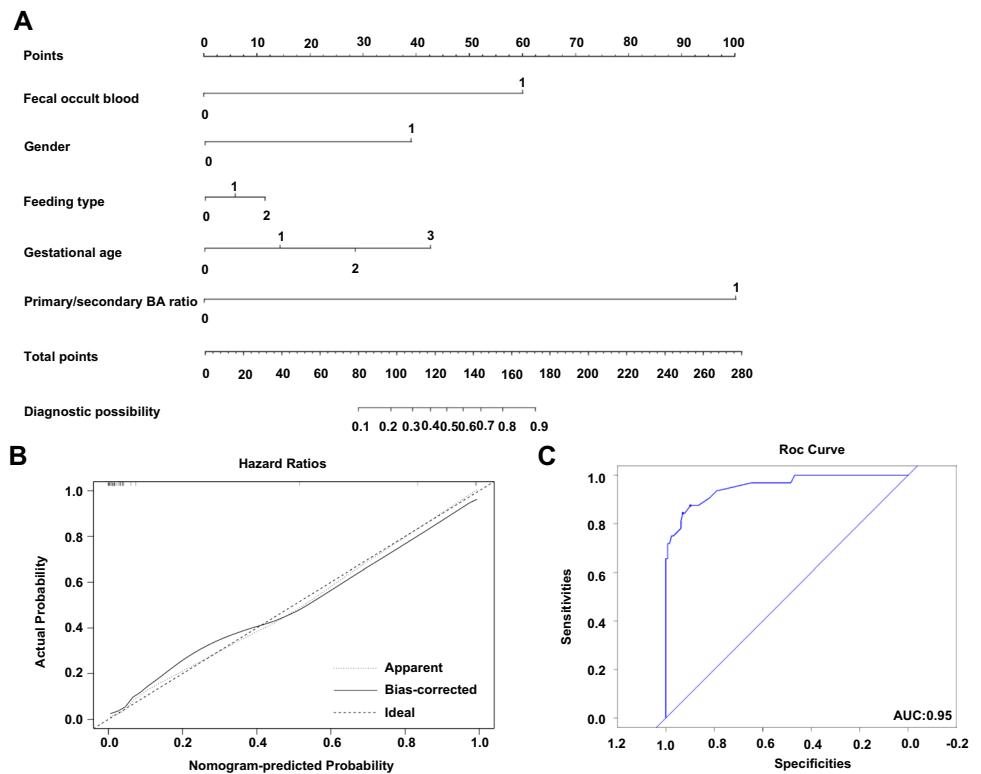 A
Points
0 10 20 30 40 50 60 70 80 90 100
Fecal occult blood
0 1
Gender
0 1
Feeding type
0 1 2
Gestational age
0 1 2 3
Primary/secondary BA ratio
0 1
Total points
0 20 40 60 80 100 120 140 160 180 200 220 240 260 280
Diagnostic possibility
0.1 0.2 0.3 0.4 0.5 0.6 0.7 0.8 0.9
B
Hazard Ratios
Actual Probability
1.0
0.8
0.6
0.4
0.2
0.0
Apparent
Bias-corrected
Ideal
0.0 0.2 0.4 0.6 0.8 1.0
Nomogram-predicted Probability
C
Roc Curve
Sensitivities
1.0
0.8
0.6
0.4
0.2
0.0
AUC:0.95
1.2 1.0 0.8 0.6 0.4 0.2 0.0 -0.2
Specificities